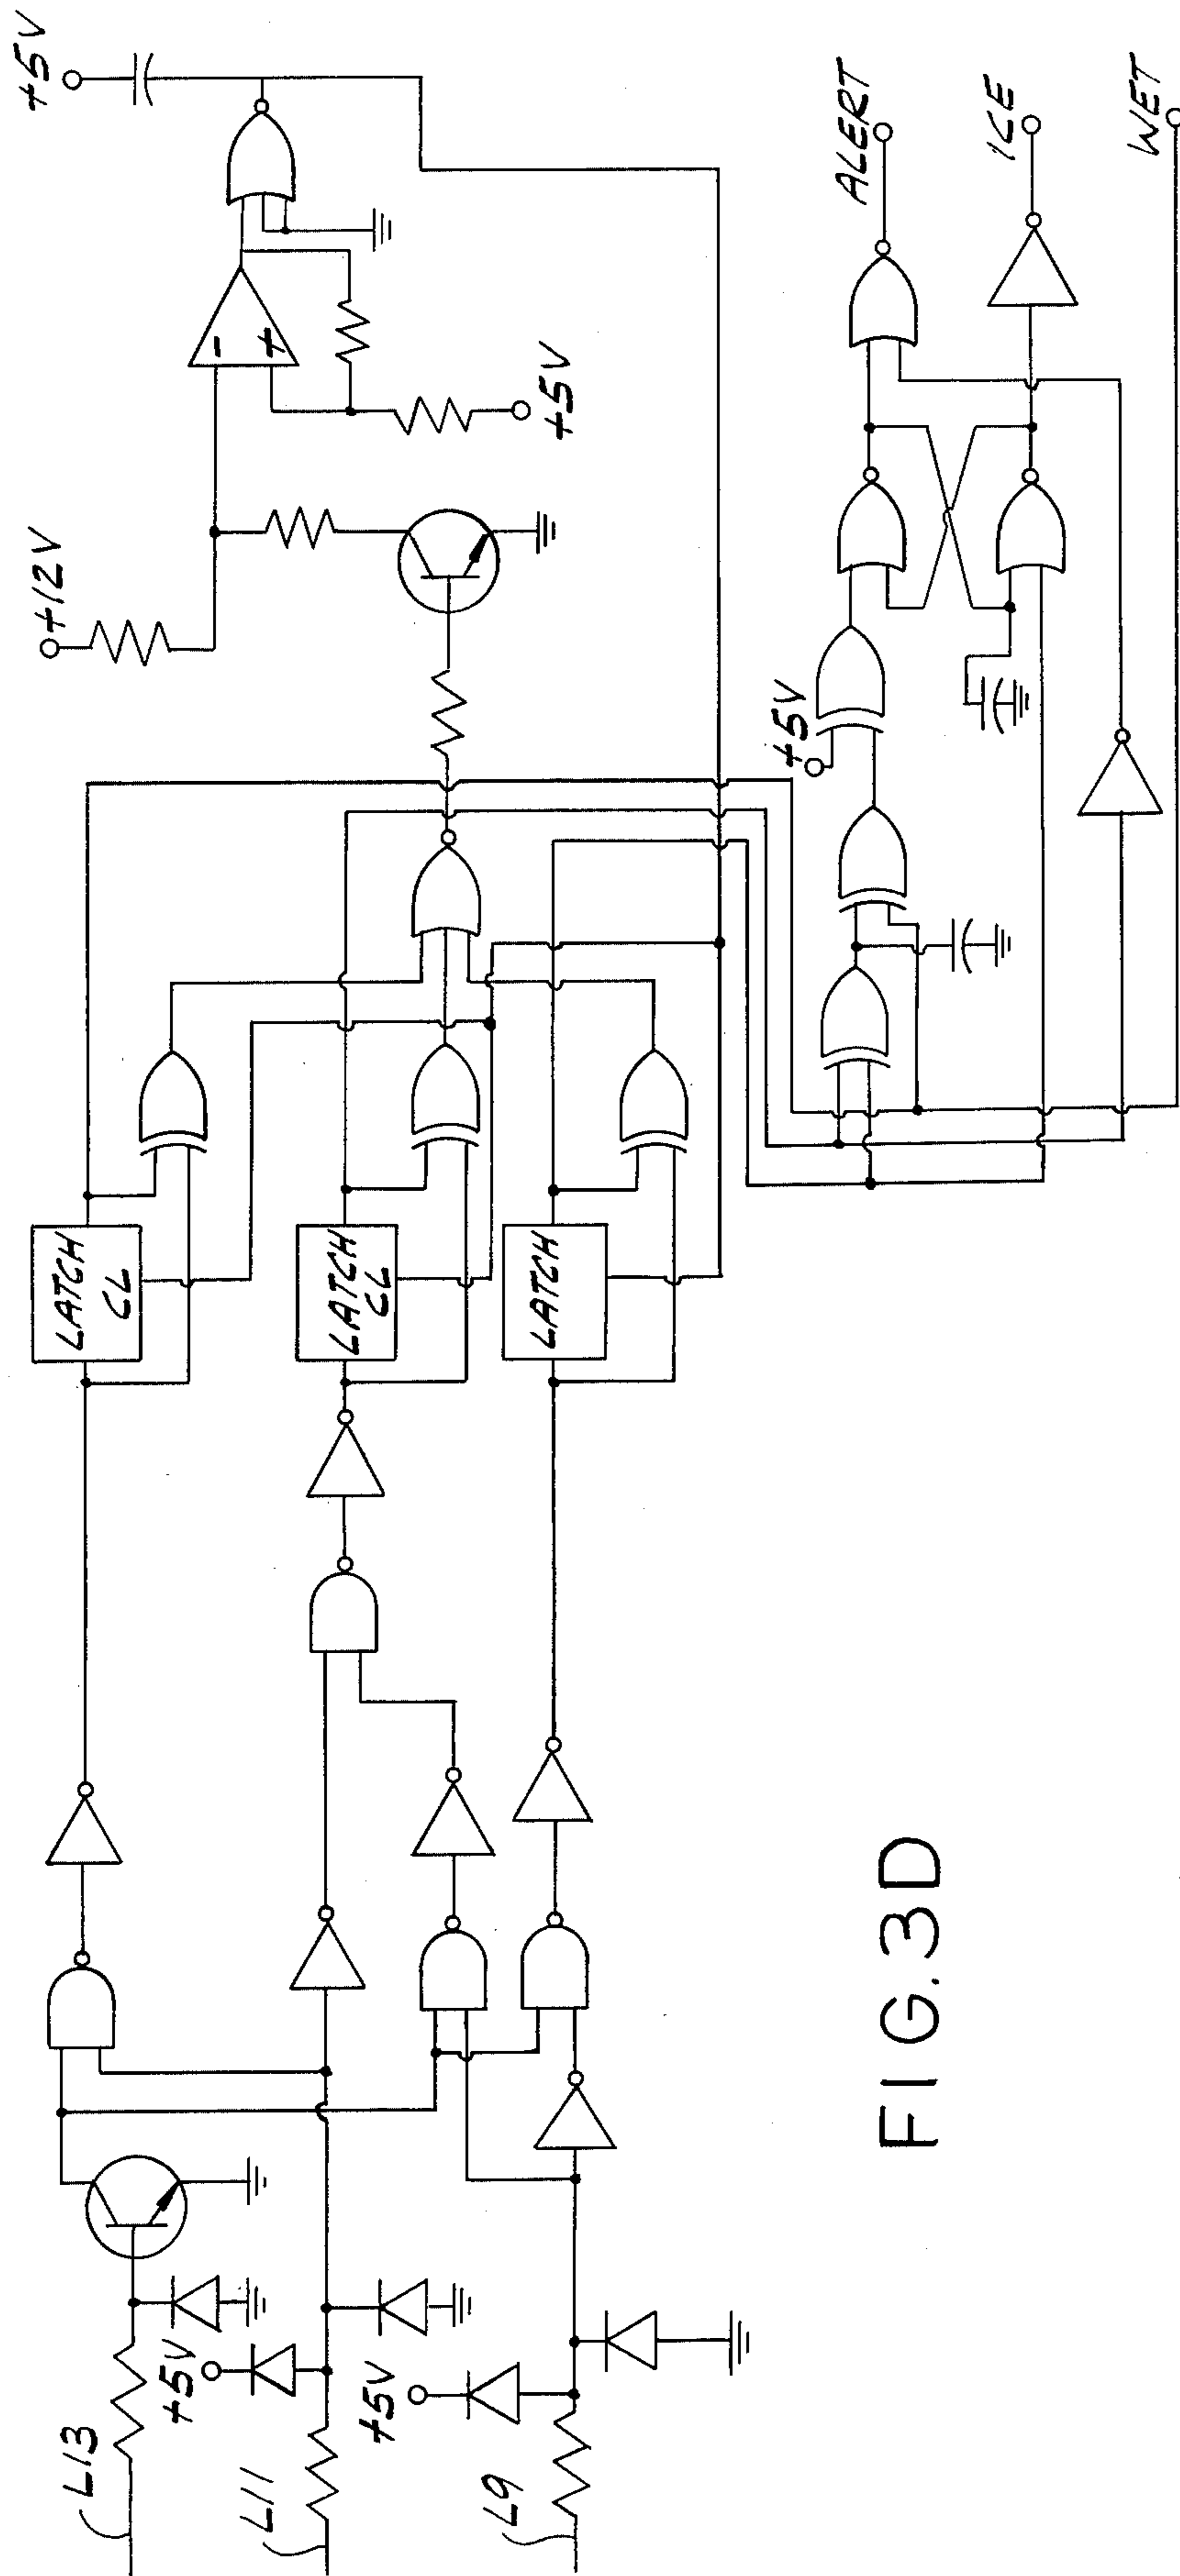 L13
+5V
L11
+5V
L9
LATCH
CL
LATCH
CL
LATCH
+12V
+5V
+5V
+5V
ALERT
ICE
WET
FIG. 3D